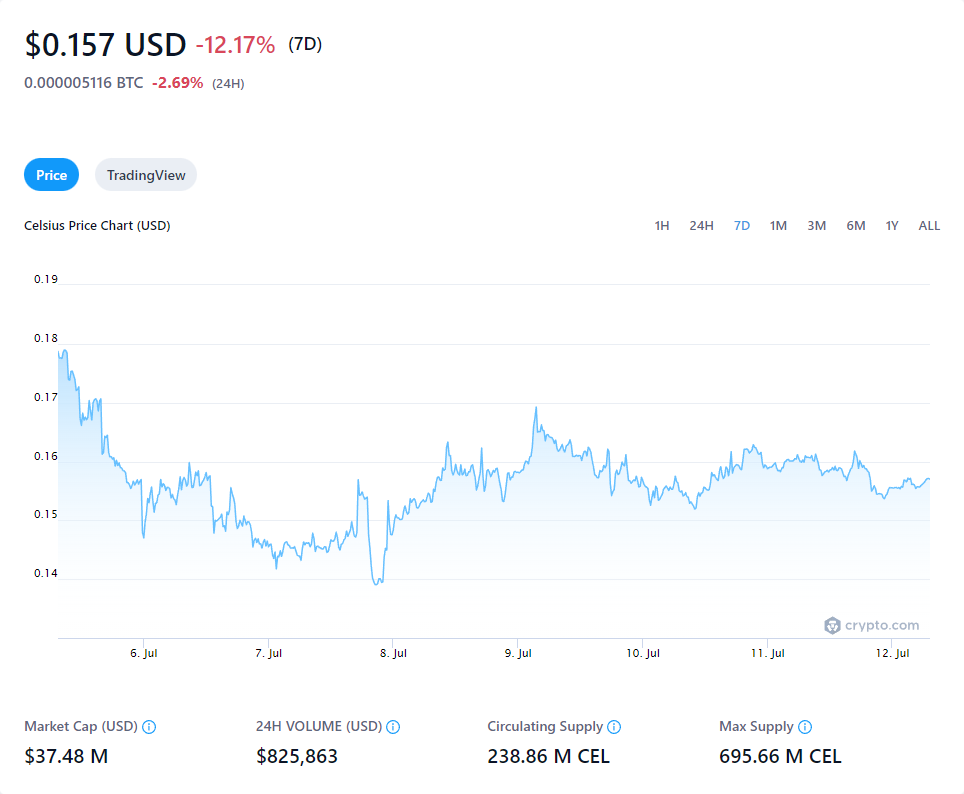 $0.157 USD -12.17% (7D)
0.000005116 BTC -2.69% (24H)
Price TradingView
Celsius Price Chart (USD) 1H 24H 7D 1M 3M 6M 1Y ALL
0.19
0.18
0.17
0.16
0.15
0.14
crypto.com
6. Jul 7. Jul 8. Jul 9. Jul 10. Jul 11. Jul 12. Jul
Market Cap (USD) 24H VOLUME (USD) Circulating Supply Max Supply
$37.48 M $825,863 238.86 M CEL 695.66 M CEL